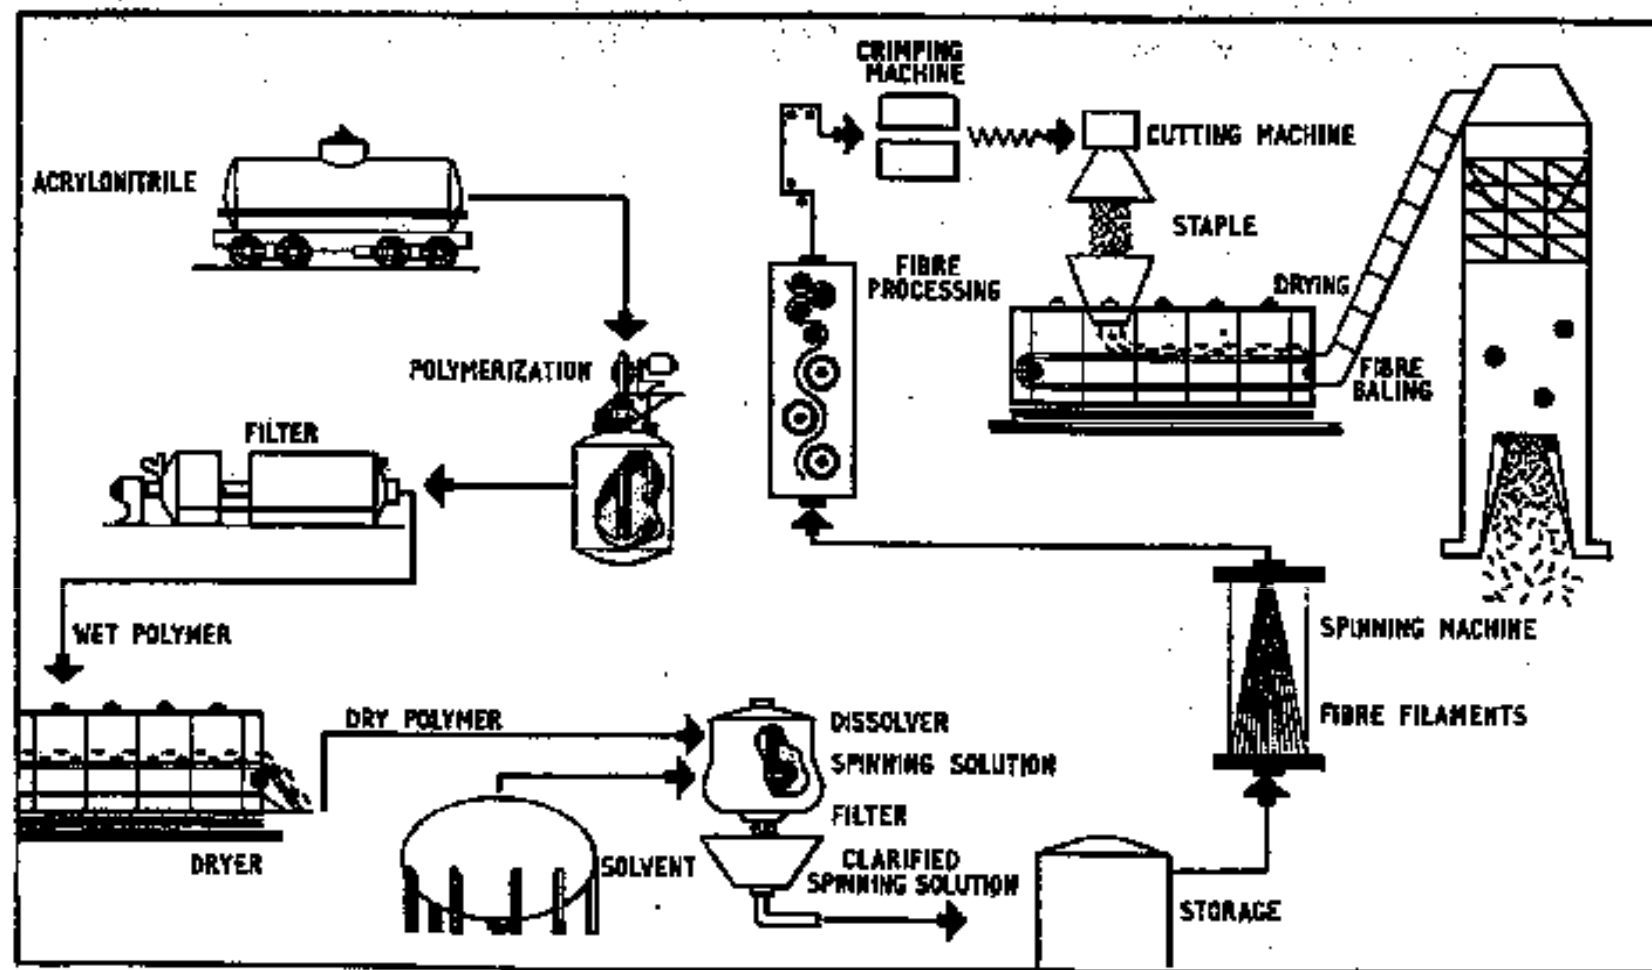 ACRYLONITRILE
POLYMERIZATION
FILTER
WET POLYMER
DRYER
DRY POLYMER
SOLVENT
DISSOLVER
SPINNING SOLUTION
FILTER
CLARIFIED
SPINNING SOLUTION
STORAGE
SPINNING MACHINE
FIBRE FILAMENTS
FIBRE
PROCESSING
CRIMPING
MACHINE
CUTTING MACHINE
STAPLE
DRYING
FIBRE
BALING